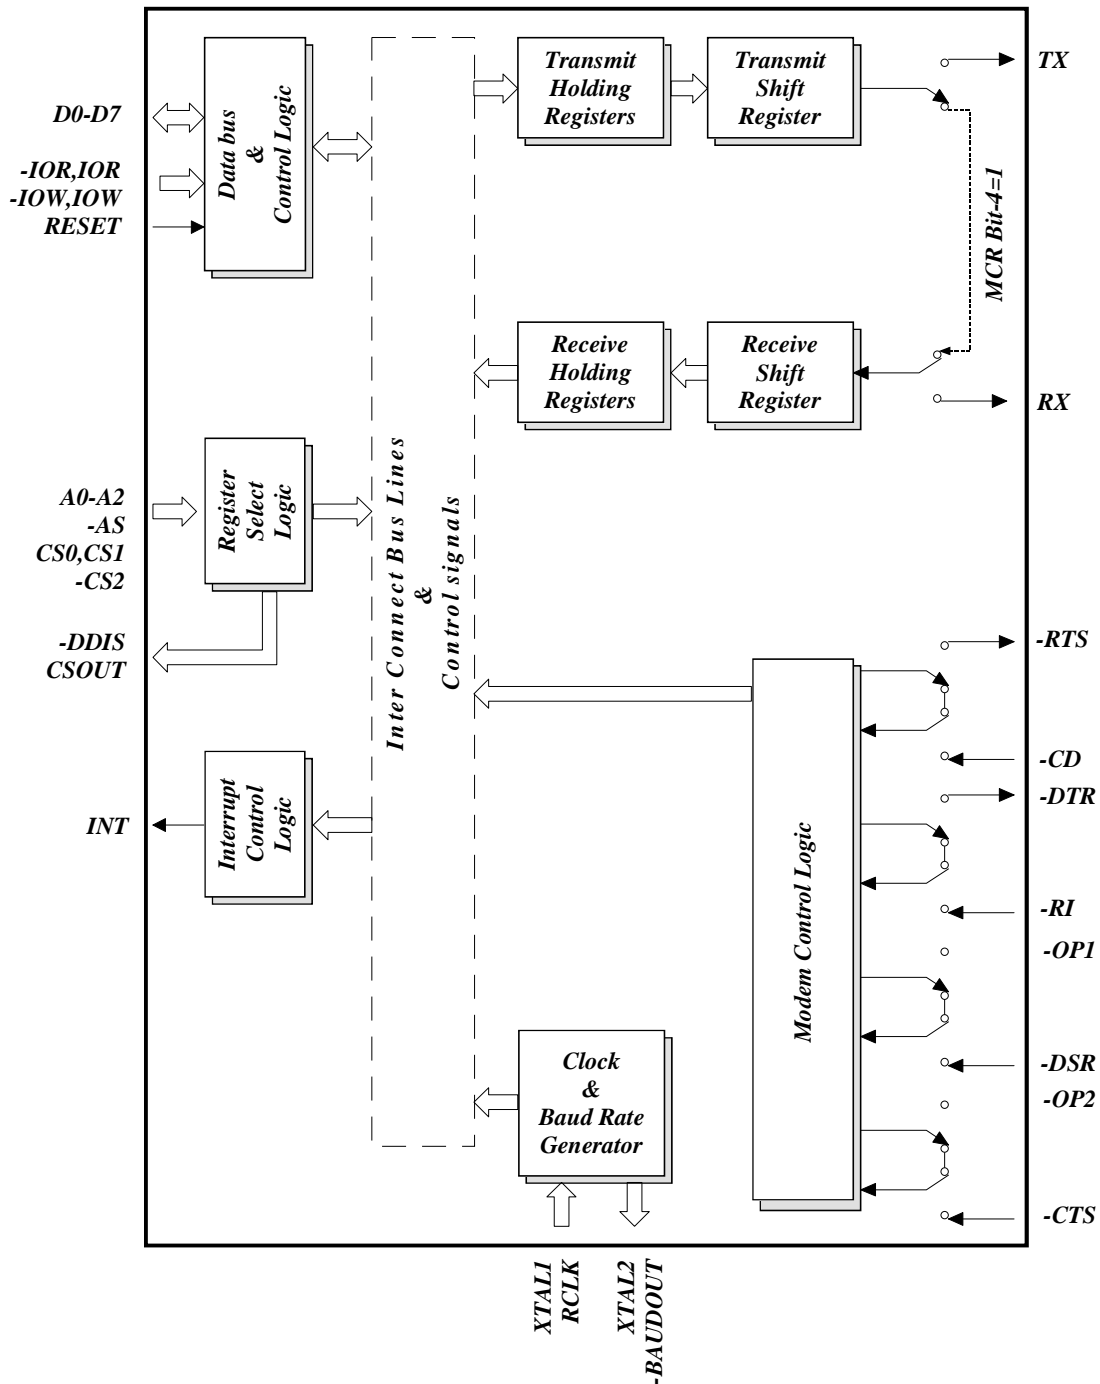 D0-D7
-IOR,IOR
-IOW,IOW
RESET
Data bus
&
Control Logic
A0-A2
-AS
CS0,CS1
-CS2
-DDIS
CSOUT
Register
Select
Logic
INT
Interrupt
Control
Logic
Inter Connect Bus Lines
&
Control signals
Transmit
Holding
Registers
Transmit
Shift
Register
Receive
Holding
Registers
Receive
Shift
Register
TX
MCR Bit-4=1
RX
Modem Control Logic
-RTS
-CD
-DTR
-RI
-OP1
-DSR
-OP2
-CTS
Clock
&
Baud Rate
Generator
XTAL1
RCLK
XTAL2
-BAUDOUT